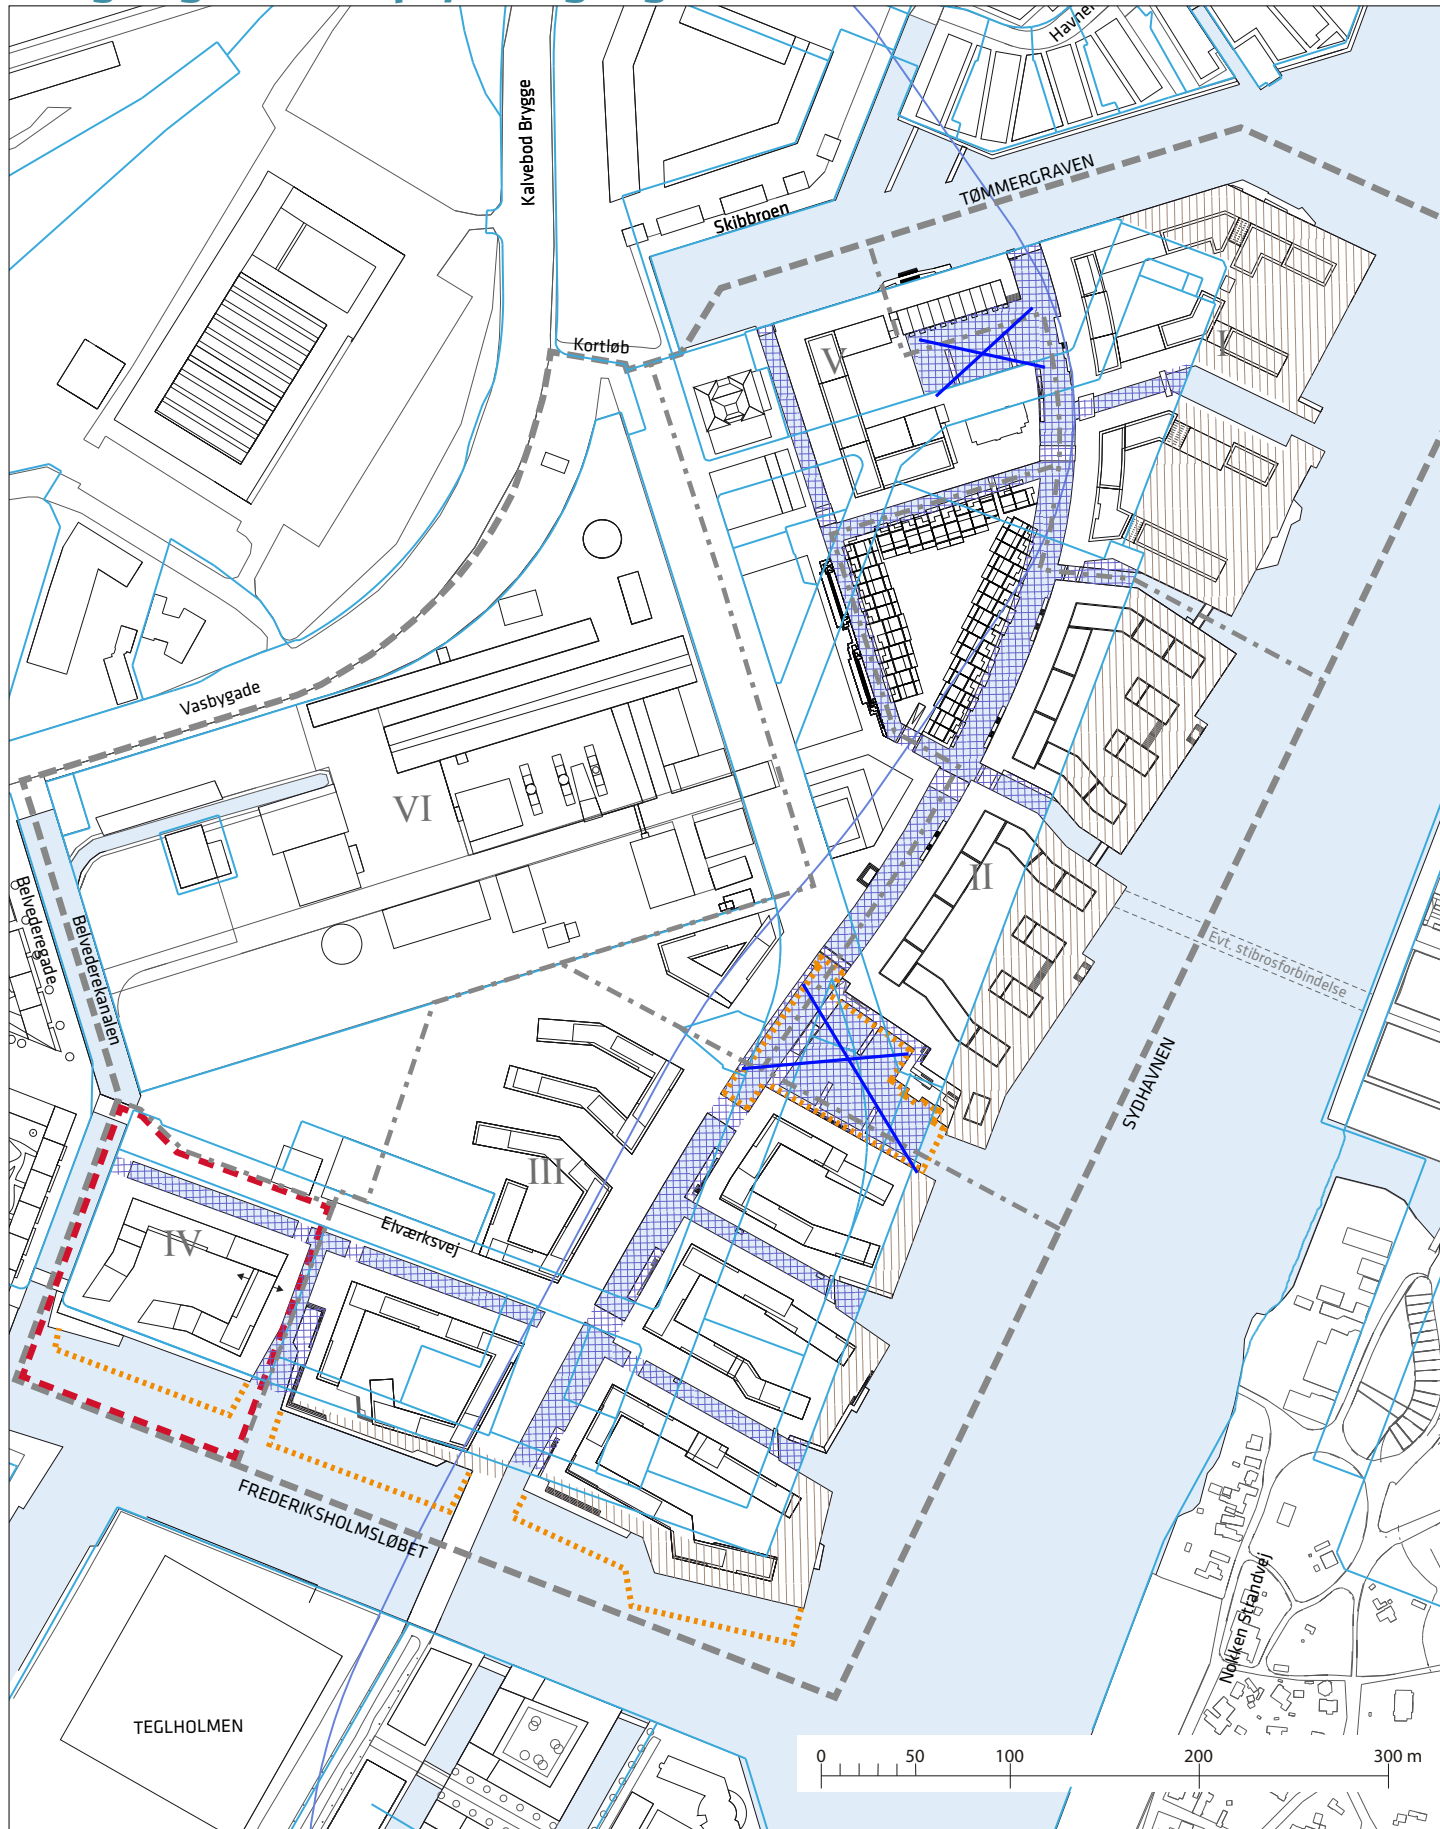 Havne
Kalvebod Brygge
TØMMERGRAVEN
Skibbroen
Kortløb
V
I
Vasbygade
VI
II
Belvederegade
Belvederekanalen
Evt. stibrosforbindelse
SYDHAVNEN
III
IV
Elværksvej
FREDERIKSHOLMSLØBET
Nokken Strandvej
TEGLHOLMEN
0 50 100 200 300 m